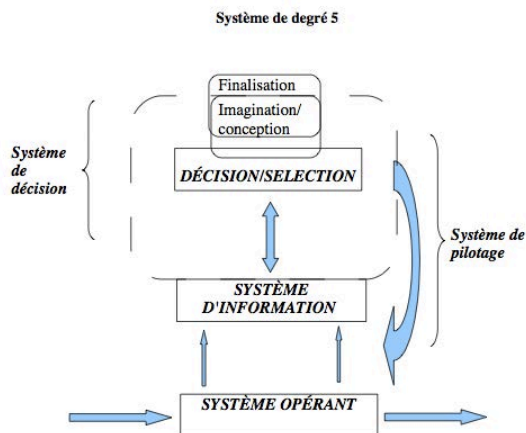 Système de degré 5
Finalisation
Imagination/
conception
DÉCISION/SELECTION
Système
de
décision
Système de
pilotage
SYSTÈME
D'INFORMATION
SYSTÈME OPÉRANT